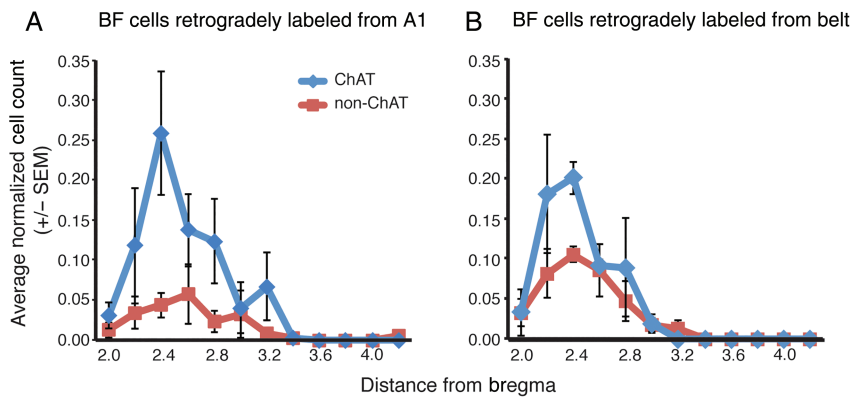 A
BF cells retrogradely labeled from A1
B
BF cells retrogradely labeled from belt
Average normalized cell count
(+/− SEM)
0.35
0.30
0.25
0.20
0.15
0.10
0.05
0.00
ChAT
non-ChAT
2.0 2.4 2.8 3.2 3.6 4.0
0.35
0.30
0.25
0.20
0.15
0.10
0.05
0.00
2.0 2.4 2.8 3.2 3.6 4.0
Distance from bregma